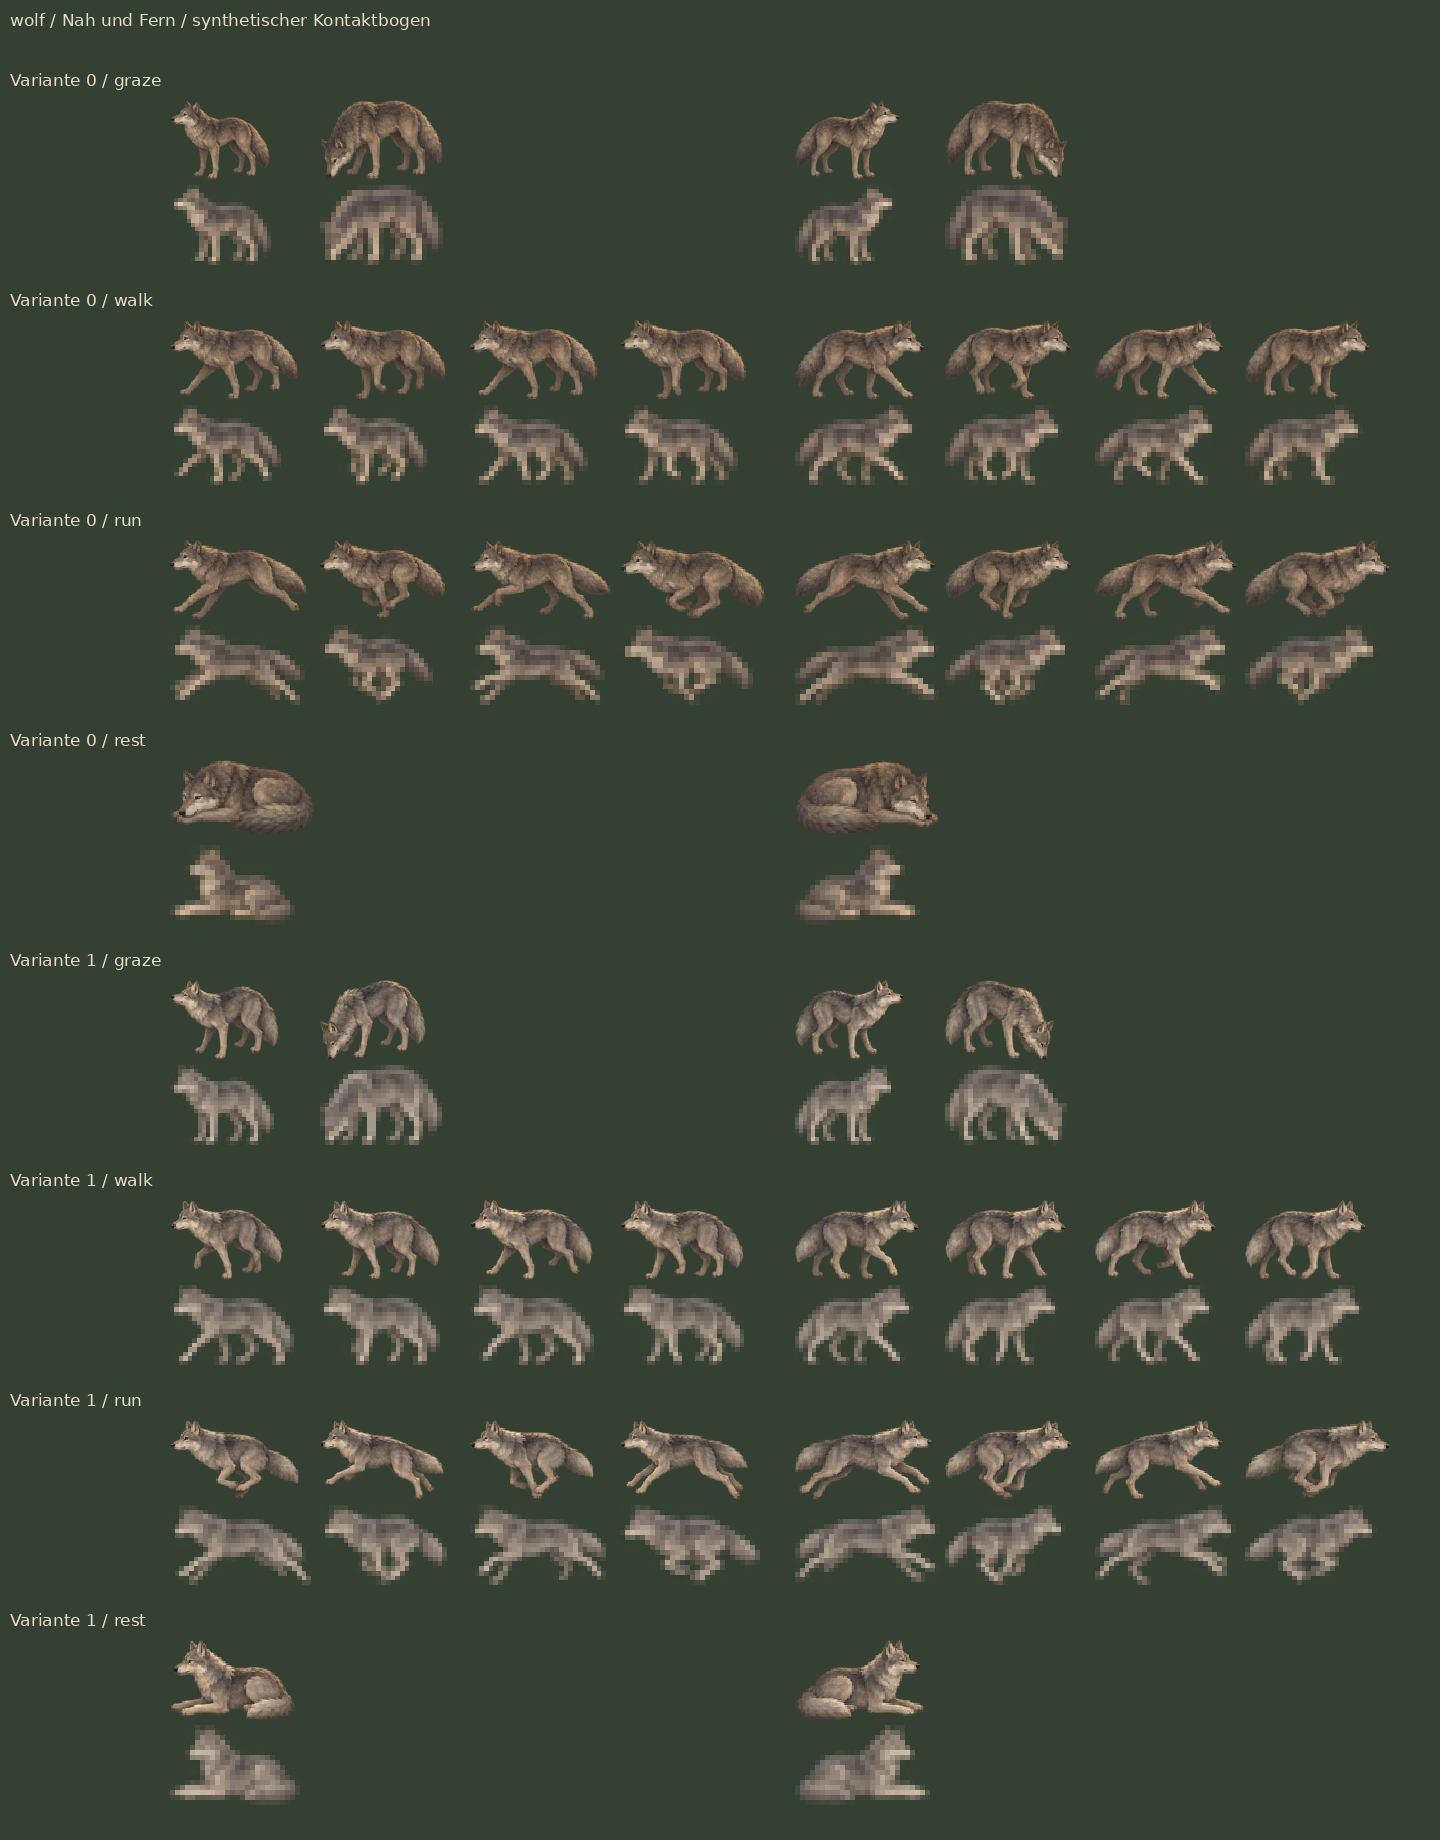 wolf / Nah und Fern / synthetischer Kontaktbogen
Variante 0 / graze
Variante 0 / walk
Variante 0 / run
Variante 0 / rest
Variante 1 / graze
Variante 1 / walk
Variante 1 / run
Variante 1 / rest